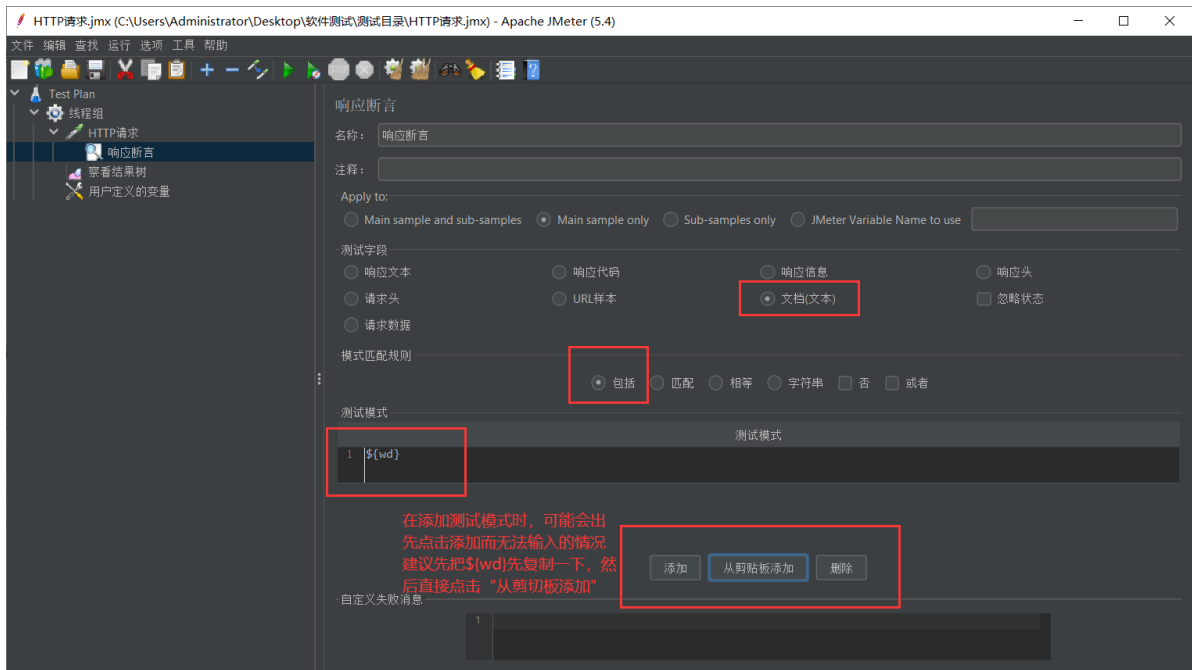 HTTP请求.jmx (C:\Users\Administrator\Desktop\软件测试\测试目录\HTTP请求.jmx) - Apache JMeter (5.4)
文件 编辑 查找 运行 选项 工具 帮助
Test Plan
线程组
HTTP请求
响应断言
察看结果树
用户定义的变量
响应断言
名称： 响应断言
注释：
Apply to:
Main sample and sub-samples Main sample only Sub-samples only JMeter Variable Name to use
测试字段
响应文本 响应代码 响应信息 响应头
请求头 URL样本 文档(文本) 忽略状态
请求数据
模式匹配规则
包括 匹配 相等 字符串 否 或者
测试模式
测试模式
1 ${wd}
在添加测试模式时，可能会出
先点击添加而无法输入的情况
建议先把${wd}先复制一下，然
后直接点击“从剪切板添加”
添加 从剪贴板添加 删除
自定义失败消息
1